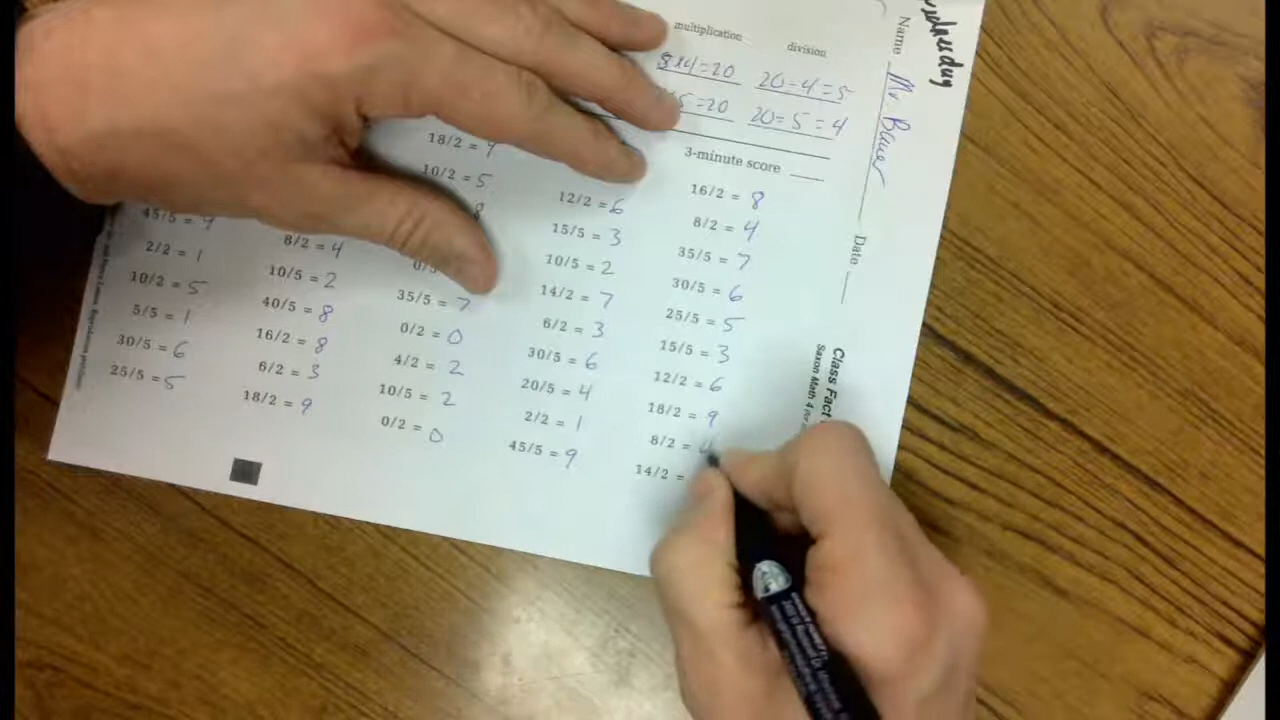 Wednesday
Name Mr Bauer
Date
Class Fact
Saxon Math 4
multiplication
division
5x4=20
20÷4=5
5=20
20÷5=4
3-minute score
45/5 = 9
2/2 = 1
10/2 = 5
5/5 = 1
30/5 = 6
25/5 = 5
8/2 = 4
10/5 = 2
40/5 = 8
16/2 = 8
6/2 = 3
18/2 = 9
18/2 = 9
10/2 = 5
8
0/5
35/5 = 7
0/2 = 0
4/2 = 2
10/5 = 2
0/2 = 0
12/2 = 6
15/5 = 3
10/5 = 2
14/2 = 7
6/2 = 3
30/5 = 6
20/5 = 4
2/2 = 1
45/5 = 9
16/2 = 8
8/2 = 4
35/5 = 7
30/5 = 6
25/5 = 5
15/5 = 3
12/2 = 6
18/2 = 9
8/2 = 4
14/2 =